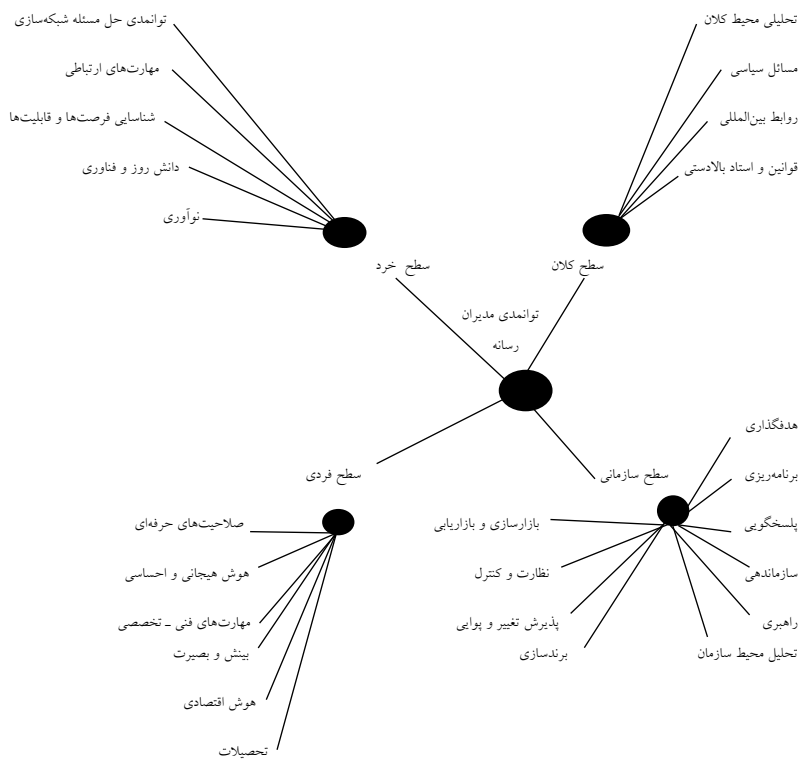 تحلیلی محیط کلان
مسائل سیاسی
روابط بین‌المللی
قوانین و استاد بالادستی
سطح کلان
توانمدی حل مسئله شبکه‌سازی
مهارت‌های ارتباطی
شناسایی فرصت‌ها و قابلیت‌ها
دانش روز و فناوری
نوآوری
سطح خرد
توانمدی مدیران
رسانه
سطح سازمانی
هدفگذاری
برنامه‌ریزی
پلسخگویی
سازماندهی
راهبری
تحلیل محیط سازمان
بازارسازی و بازاریابی
نظارت و کنترل
پذیرش تغییر و پوایی
برندسازی
سطح فردی
صلاحیت‌های حرفه‌ای
هوش هیجانی و احساسی
مهارت‌های فنی ـ تخصصی
بینش و بصیرت
هوش اقتصادی
تحصیلات